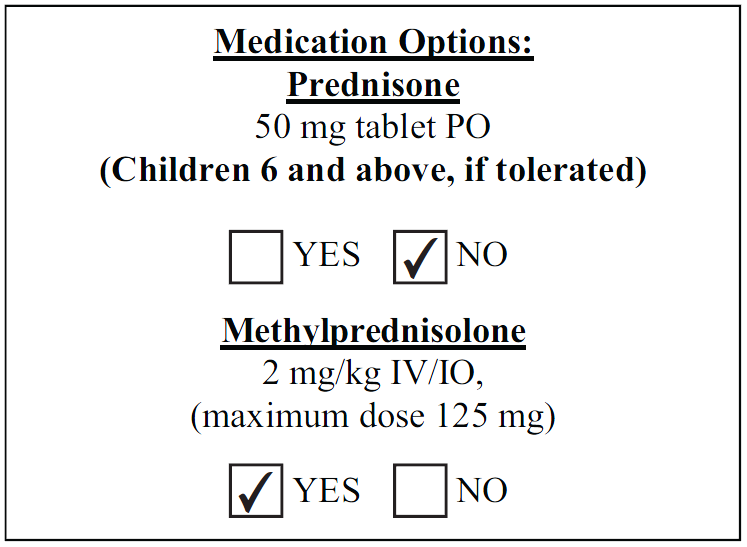 Medication Options:
Prednisone
50 mg tablet PO
(Children 6 and above, if tolerated)
YES NO
Methylprednisolone
2 mg/kg IV/IO,
(maximum dose 125 mg)
YES NO